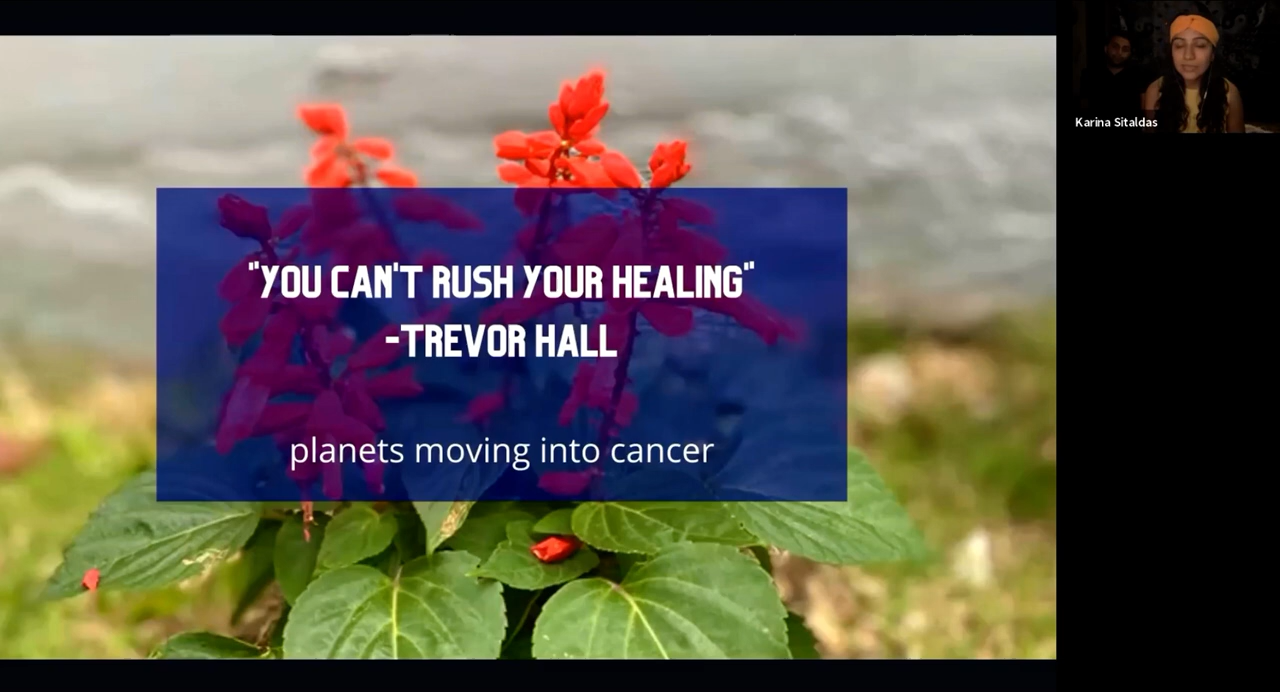 "YOU CAN'T RUSH YOUR HEALING"
-TREVOR HALL
planets moving into cancer
Karina Sitaldas